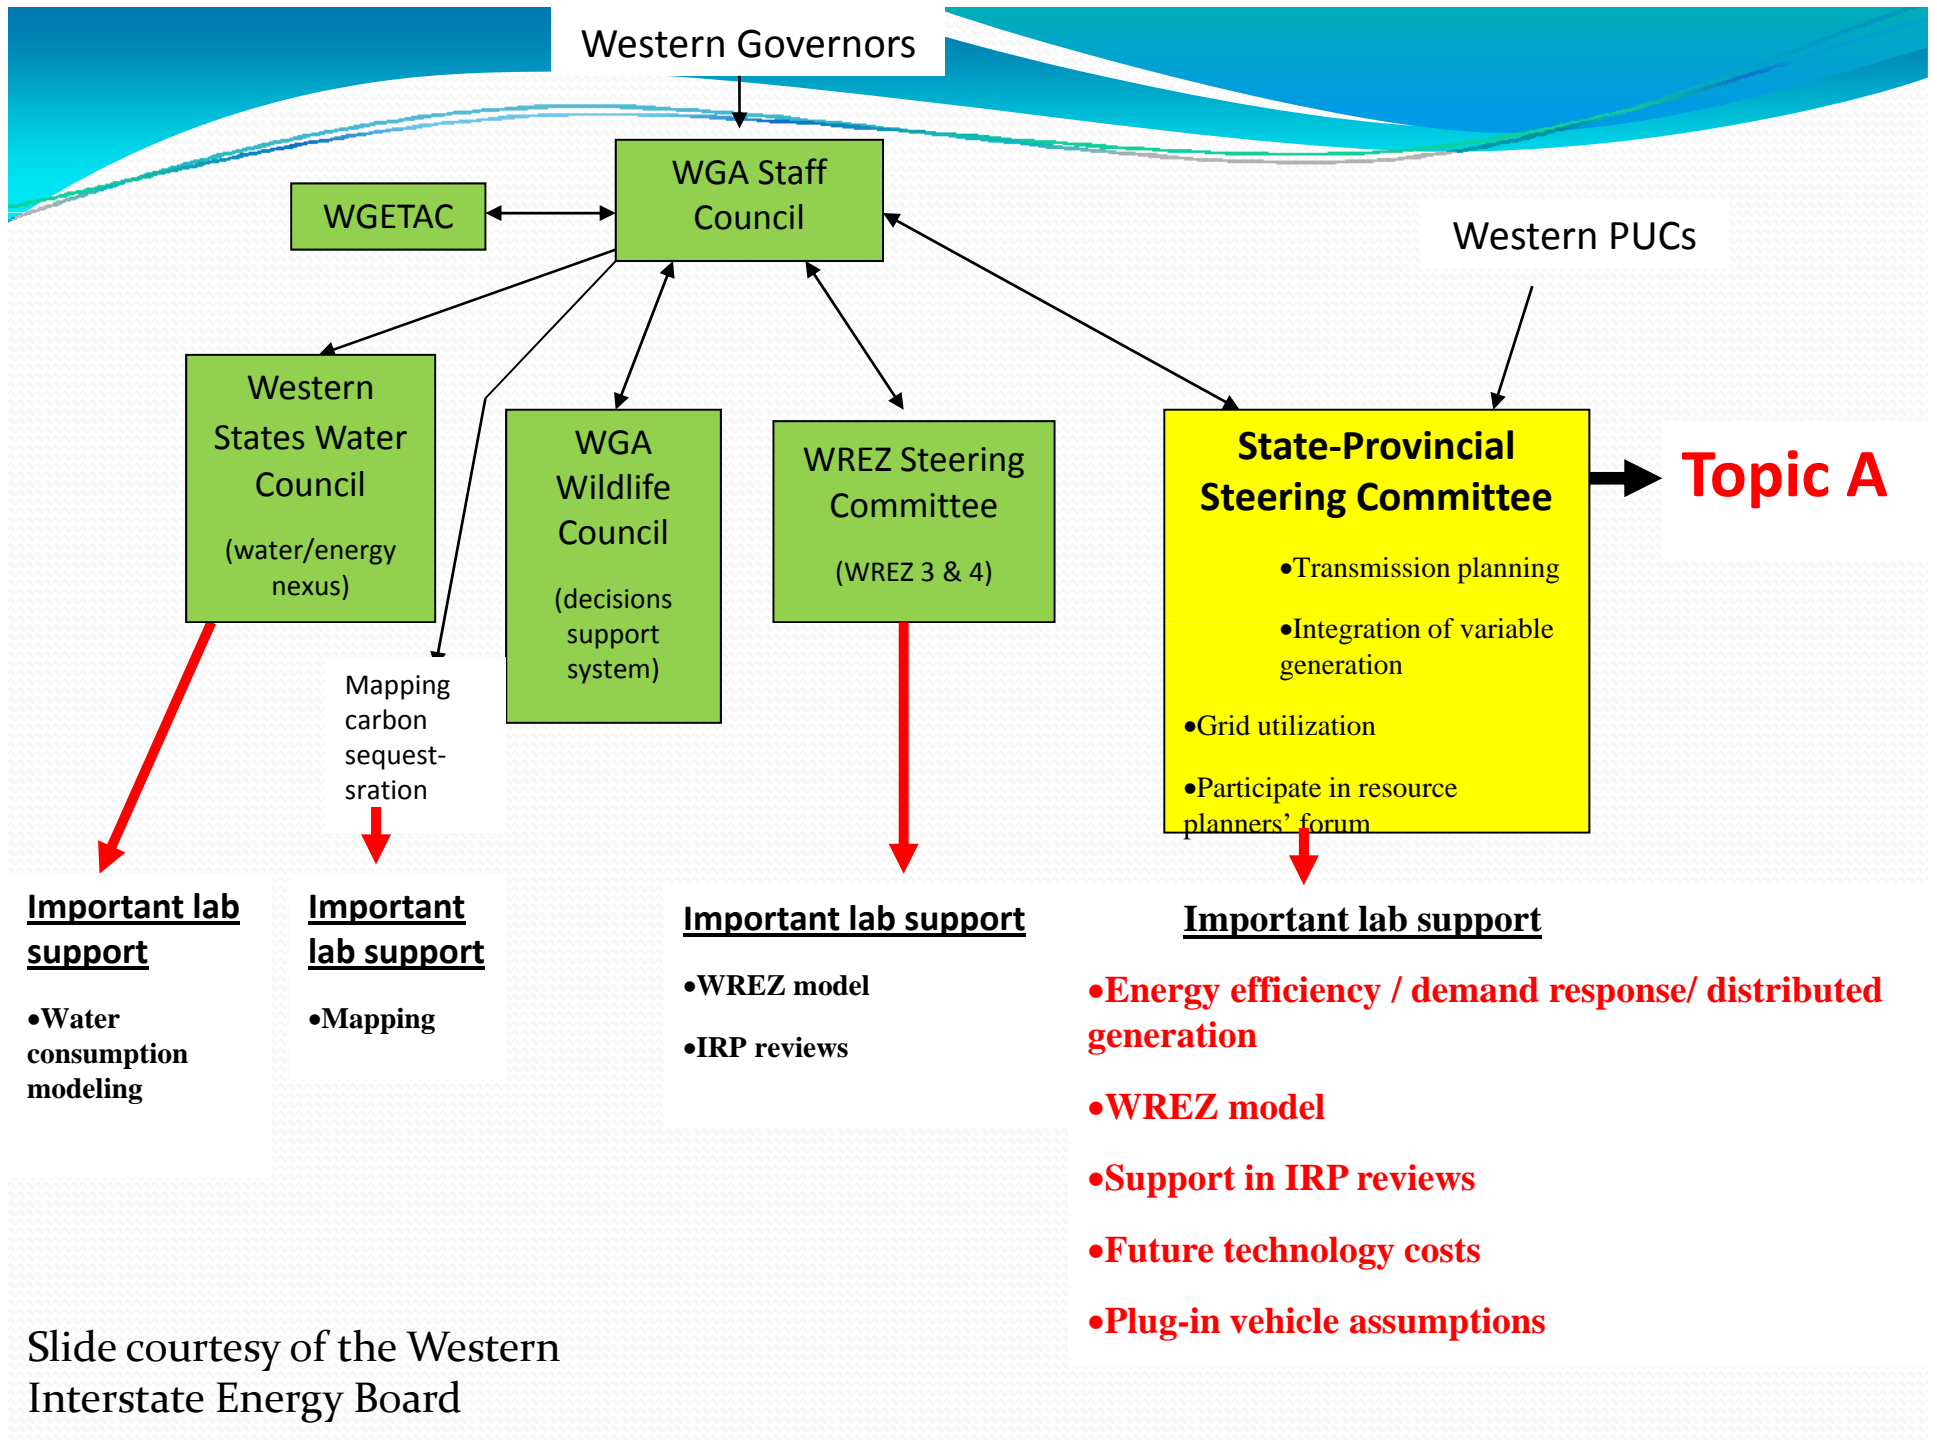 Western Governors
WGA Staff
Council
WGETAC
Western PUCs
Western
States Water
Council
(water/energy
nexus)
Mapping
carbon
sequest-
sration
WGA
Wildlife
Council
(decisions
support
system)
WREZ Steering
Committee
(WREZ 3 & 4)
State-Provincial
Steering Committee
•Transmission planning
•Integration of variable
generation
•Grid utilization
•Participate in resource
planners’ forum
Topic A
Important lab
support
•Water
consumption
modeling
Important
lab support
•Mapping
Important lab support
•WREZ model
•IRP reviews
Important lab support
•Energy efficiency / demand response/ distributed
generation
•WREZ model
•Support in IRP reviews
•Future technology costs
•Plug-in vehicle assumptions
Slide courtesy of the Western
Interstate Energy Board